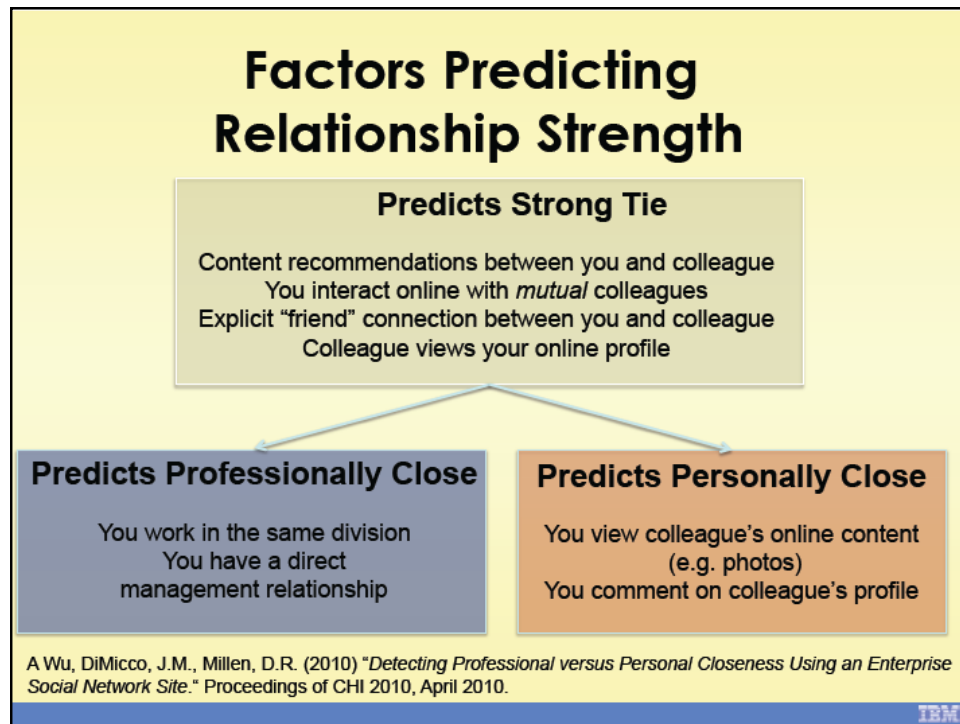 Factors Predicting
Relationship Strength
Predicts Strong Tie
Content recommendations between you and colleague
You interact online with mutual colleagues
Explicit “friend” connection between you and colleague
Colleague views your online profile
Predicts Professionally Close
You work in the same division
You have a direct
management relationship
Predicts Personally Close
You view colleague’s online content
(e.g. photos)
You comment on colleague’s profile
A Wu, DiMicco, J.M., Millen, D.R. (2010) “Detecting Professional versus Personal Closeness Using an Enterprise
Social Network Site.“ Proceedings of CHI 2010, April 2010.
IBM